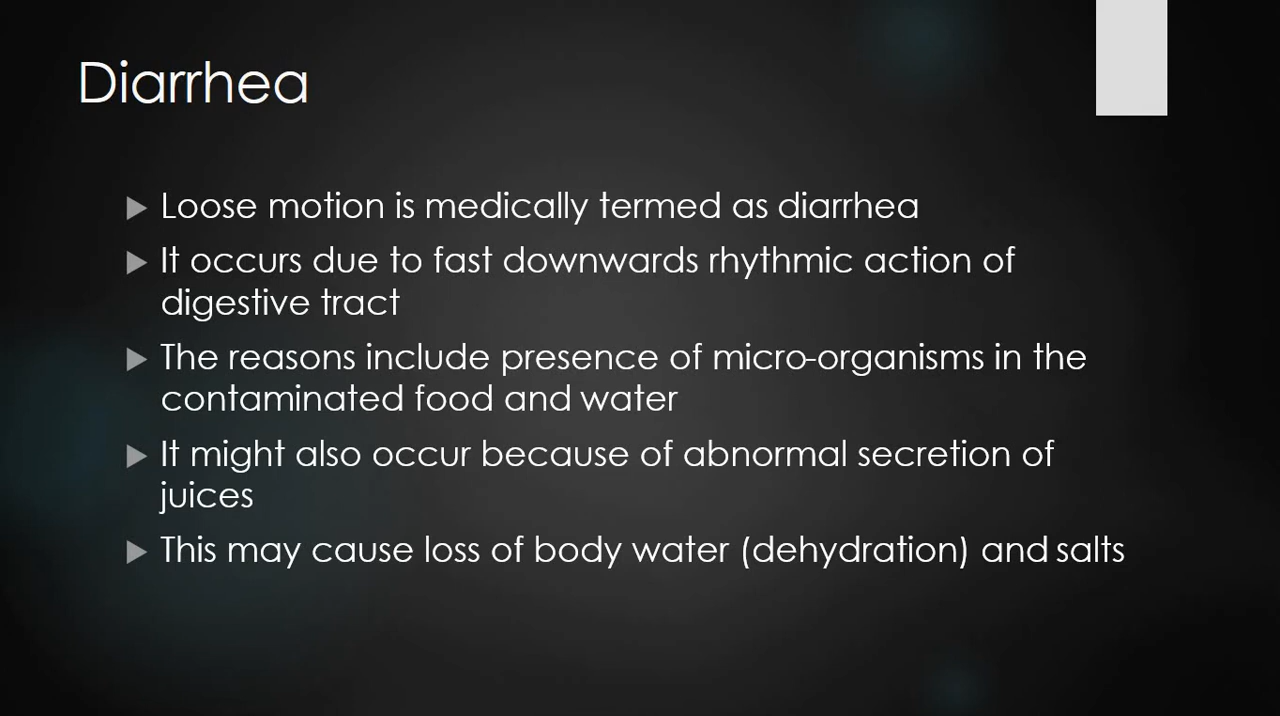 Diarrhea
Loose motion is medically termed as diarrhea
It occurs due to fast downwards rhythmic action of
digestive tract
The reasons include presence of micro-organisms in the
contaminated food and water
It might also occur because of abnormal secretion of
juices
This may cause loss of body water (dehydration) and salts